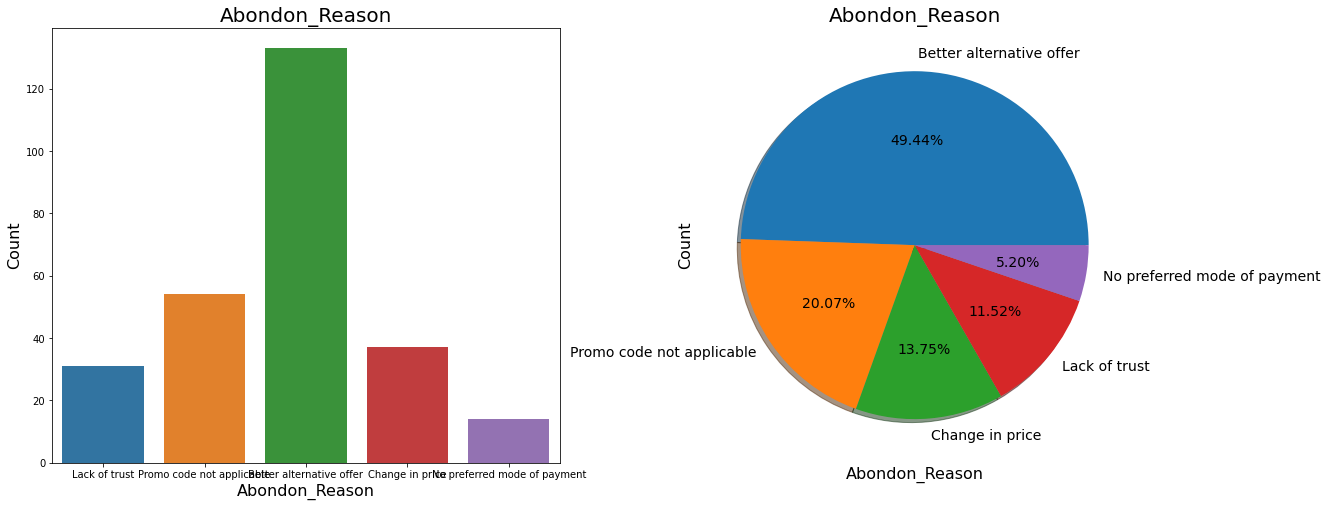 Abondon_Reason
Count
120
100
80
60
40
20
0
Lack of trust
Promo code not applicable
Better alternative offer
Change in price
No preferred mode of payment
Abondon_Reason
Abondon_Reason
Count
Better alternative offer
49.44%
5.20%
No preferred mode of payment
20.07%
11.52%
Promo code not applicable
13.75%
Lack of trust
Change in price
Abondon_Reason